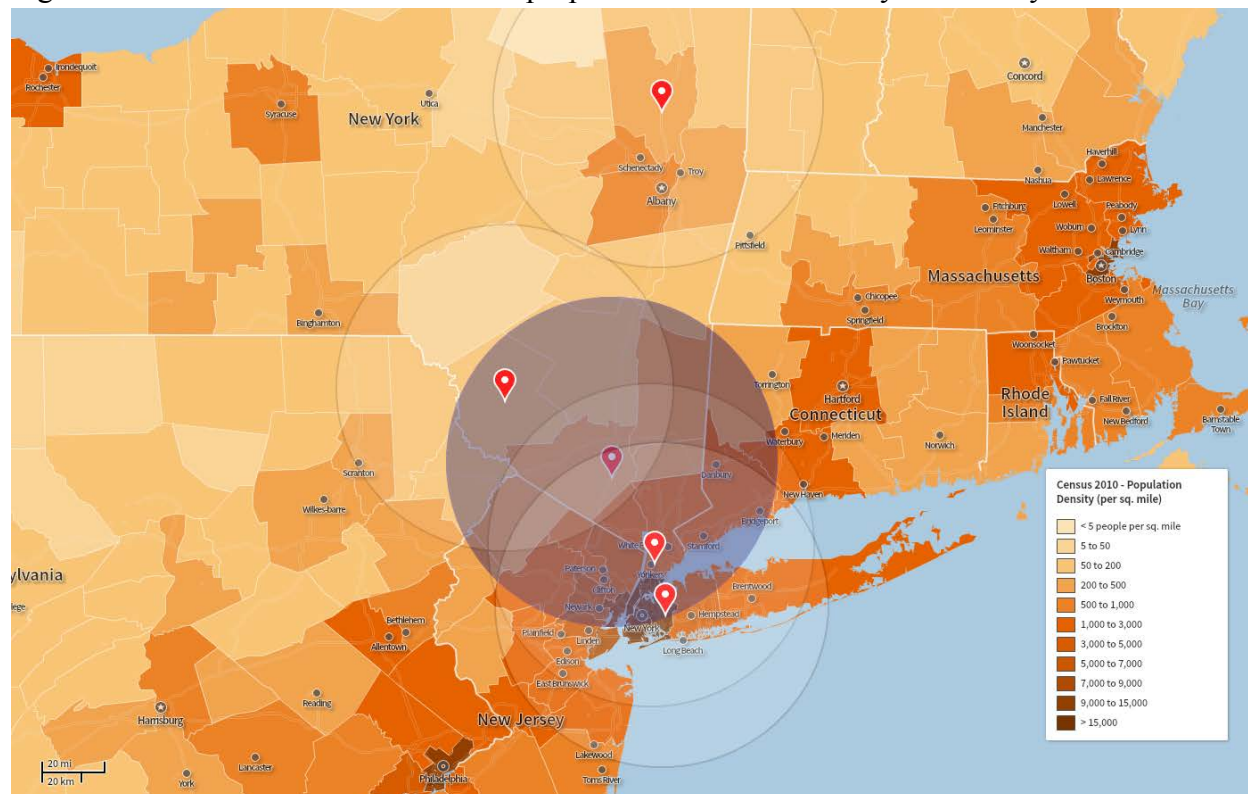 Irondequoit
Rochester
Syracuse
Utica
New York
Concord
Manchester
Nashua
Haverhill
Lawrence
Lowell
Peabody
Fitchburg
Leominster
Woburn
Lynn
Waltham
Cambridge
Boston
Schenectady
Troy
Albany
Pittsfield
Massachusetts
Massachusetts
Bay
Weymouth
Brockton
Chicopee
Springfield
Binghamton
Woonsocket
Pawtucket
Torrington
Hartford
Connecticut
Rhode
Island
Fall River
New Bedford
Barnstable
Town
Waterbury
Meriden
Norwich
Scranton
Danbury
New Haven
Wilkes-barre
Bridgeport
Stamford
Yonkers
Paterson
Clifton
Newark
New York
Hempstead
Brentwood
Long Beach
Plainfield
Linden
Edison
East Brunswick
ylvania
Bethlehem
Allentown
Reading
Harrisburg
New Jersey
Lancaster
York
Philadelphia
Lakewood
Toms River
20 mi
20 km
Census 2010 - Population
Density (per sq. mile)
< 5 people per sq. mile
5 to 50
50 to 200
200 to 500
500 to 1,000
1,000 to 3,000
3,000 to 5,000
5,000 to 7,000
7,000 to 9,000
9,000 to 15,000
> 15,000